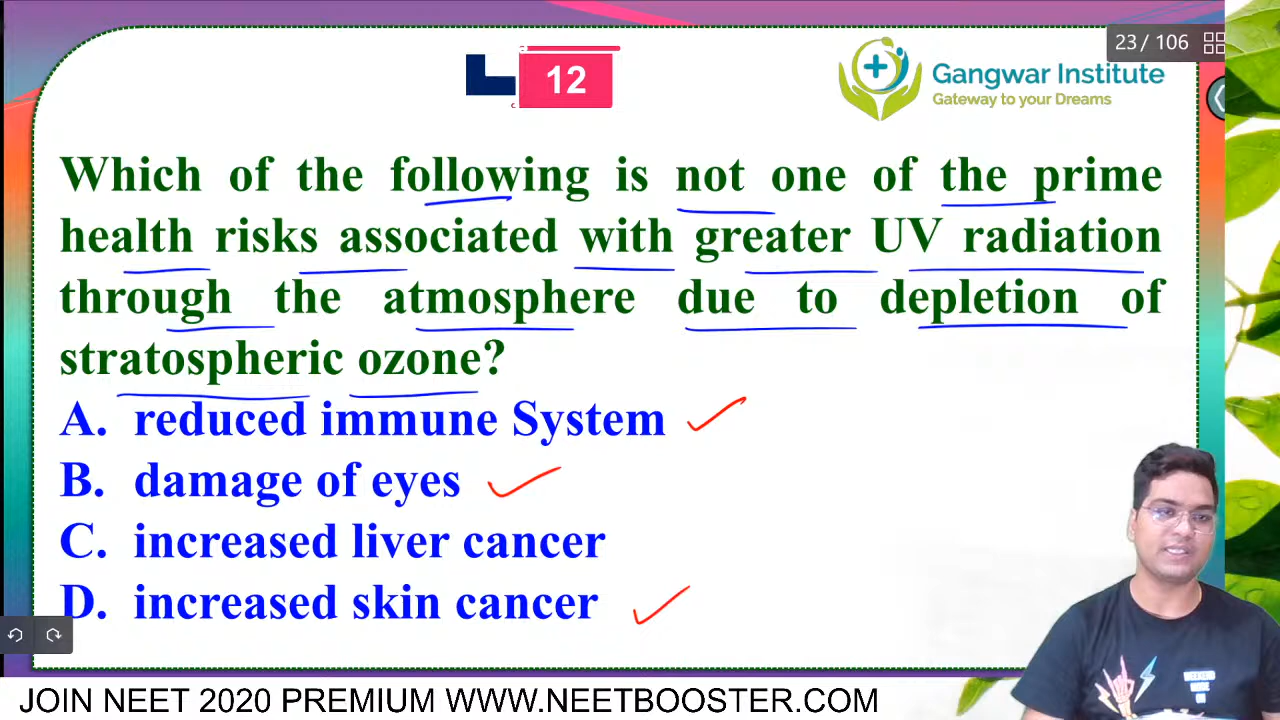 23 / 106
12
Gangwar Institute
Gateway to your Dreams
Which of the following is not one of the prime
health risks associated with greater UV radiation
through the atmosphere due to depletion of
stratospheric ozone?
A. reduced immune System
B. damage of eyes
C. increased liver cancer
D. increased skin cancer
JOIN NEET 2020 PREMIUM WWW.NEETBOOSTER.COM